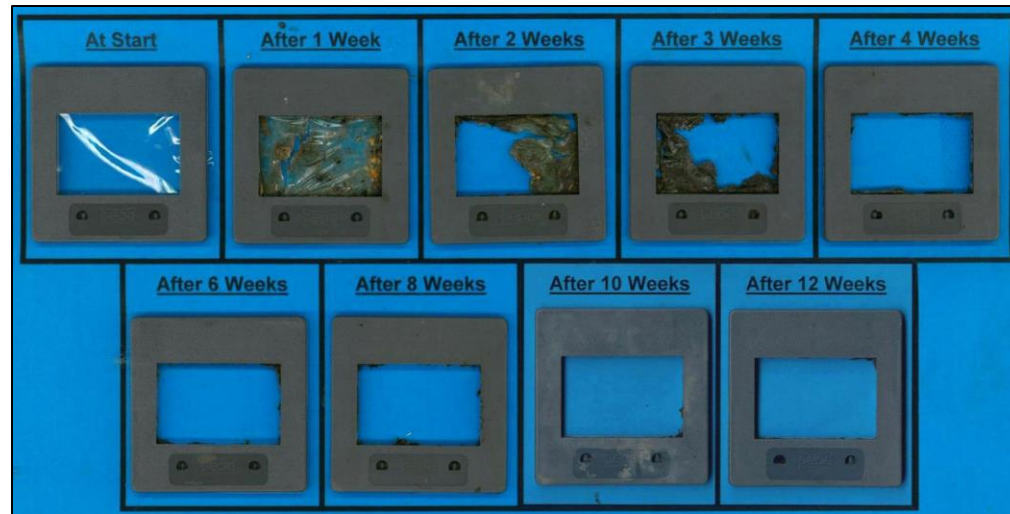 At Start
After 1 Week
After 2 Weeks
After 3 Weeks
After 4 Weeks
After 6 Weeks
After 8 Weeks
After 10 Weeks
After 12 Weeks